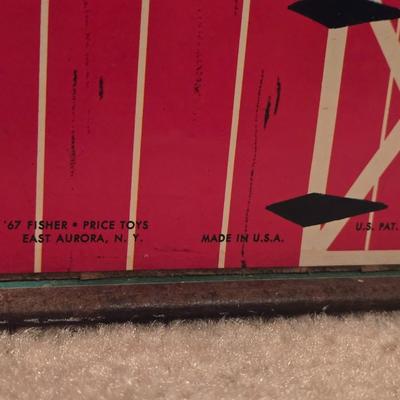 '67 FISHER * PRICE TOYS
EAST AURORA, N. Y.
MADE IN U.S.A.
U.S. PAT.